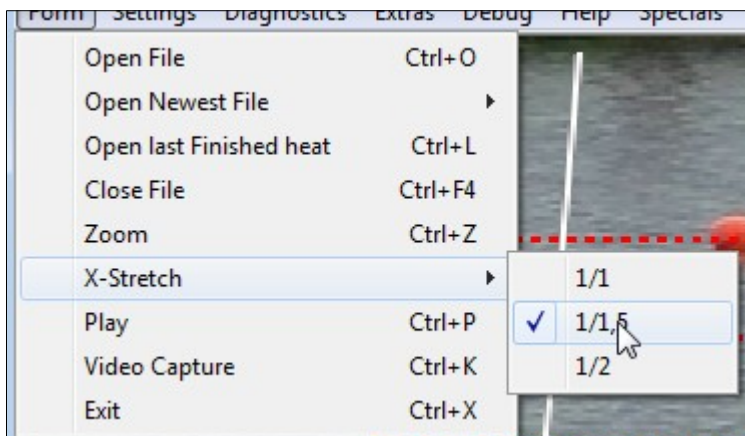 Form Settings Diagnostics Extras Debug Help Specials
Open File Ctrl+O
Open Newest File
Open last Finished heat Ctrl+L
Close File Ctrl+F4
Zoom Ctrl+Z
X-Stretch 1/1
Play Ctrl+P 1/1,5
Video Capture Ctrl+K 1/2
Exit Ctrl+X